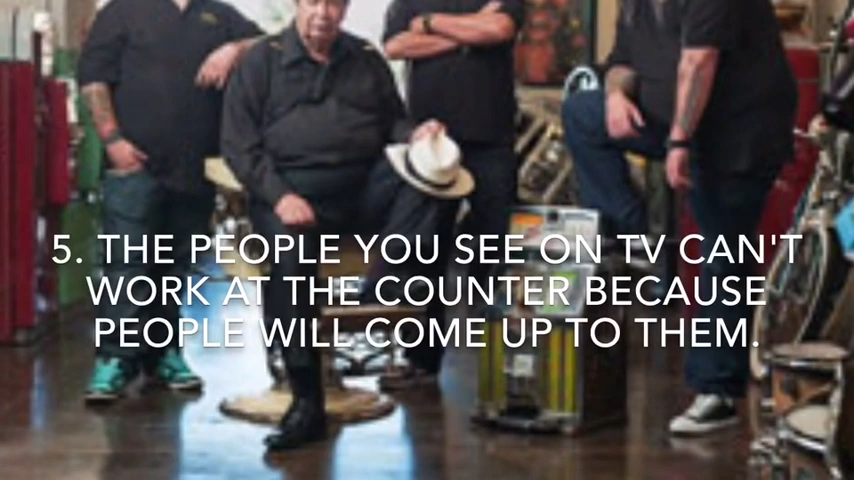 5. THE PEOPLE YOU SEE ON TV CAN'T
WORK AT THE COUNTER BECAUSE
PEOPLE WILL COME UP TO THEM.